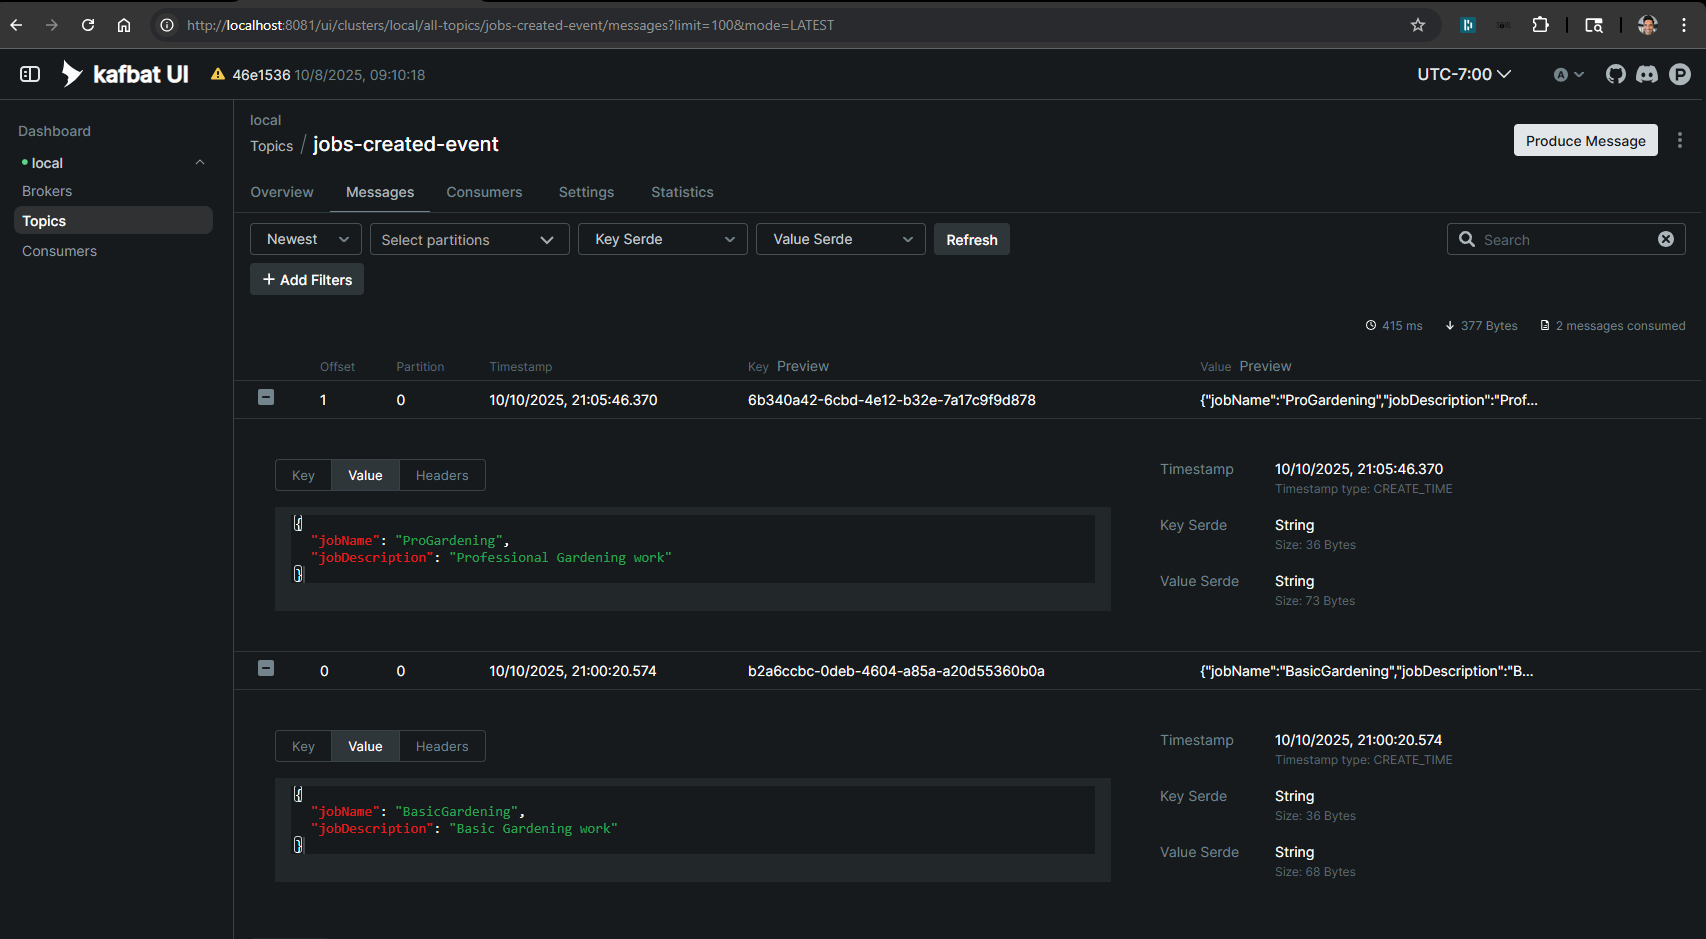 http://localhost:8081/ui/clusters/local/all-topics/jobs-created-event/messages?limit=100&mode=LATEST
kafbat UI 46e1536 10/8/2025, 09:10:18 UTC-7:00 A P
Dashboard
local
Brokers
Topics
Consumers
local
Topics / jobs-created-event
Produce Message
Overview Messages Consumers Settings Statistics
Newest Select partitions Key Serde Value Serde Refresh Search
+ Add Filters
415 ms 377 Bytes 2 messages consumed
Offset Partition Timestamp Key Preview Value Preview
1 0 10/10/2025, 21:05:46.370 6b340a42-6cbd-4e12-b32e-7a17c9f9d878 {"jobName":"ProGardening","jobDescription":"Prof...
Key Value Headers
{
"jobName": "ProGardening",
"jobDescription": "Professional Gardening work"
}
Timestamp 10/10/2025, 21:05:46.370
Timestamp type: CREATE_TIME
Key Serde String
Size: 36 Bytes
Value Serde String
Size: 73 Bytes
0 0 10/10/2025, 21:00:20.574 b2a6ccbc-0deb-4604-a85a-a20d55360b0a {"jobName":"BasicGardening","jobDescription":"B...
Key Value Headers
{
"jobName": "BasicGardening",
"jobDescription": "Basic Gardening work"
}
Timestamp 10/10/2025, 21:00:20.574
Timestamp type: CREATE_TIME
Key Serde String
Size: 36 Bytes
Value Serde String
Size: 68 Bytes